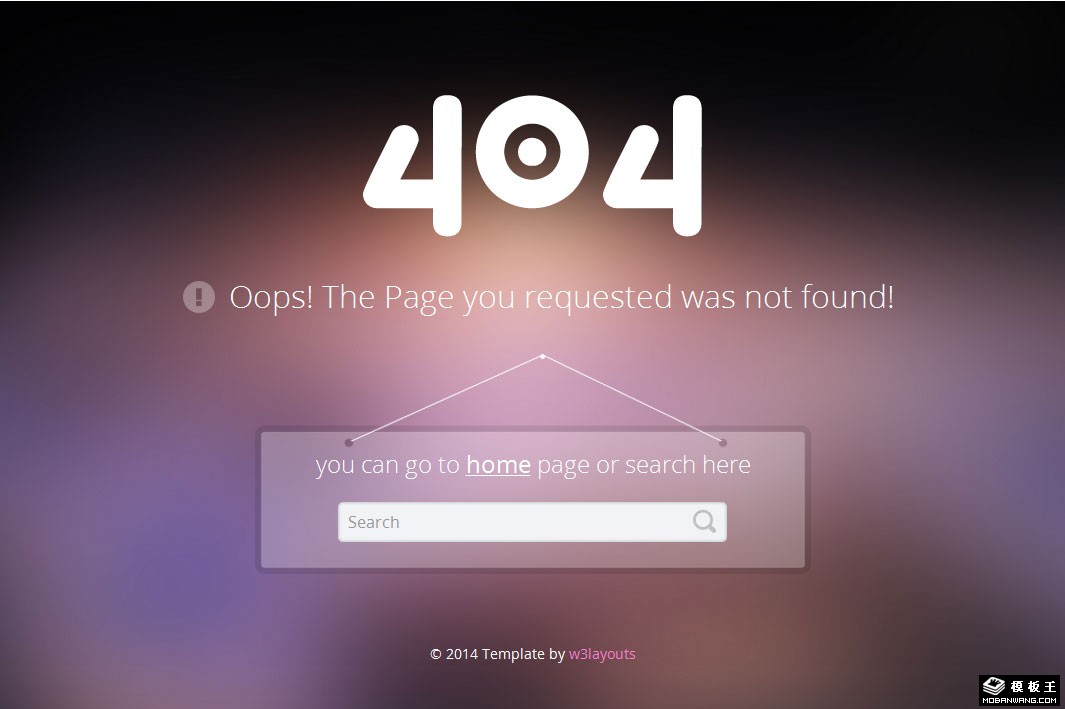 404
! Oops! The Page you requested was not found!
you can go to home page or search here
Search
© 2014 Template by w3layouts
模板王
MOBANWANG.COM